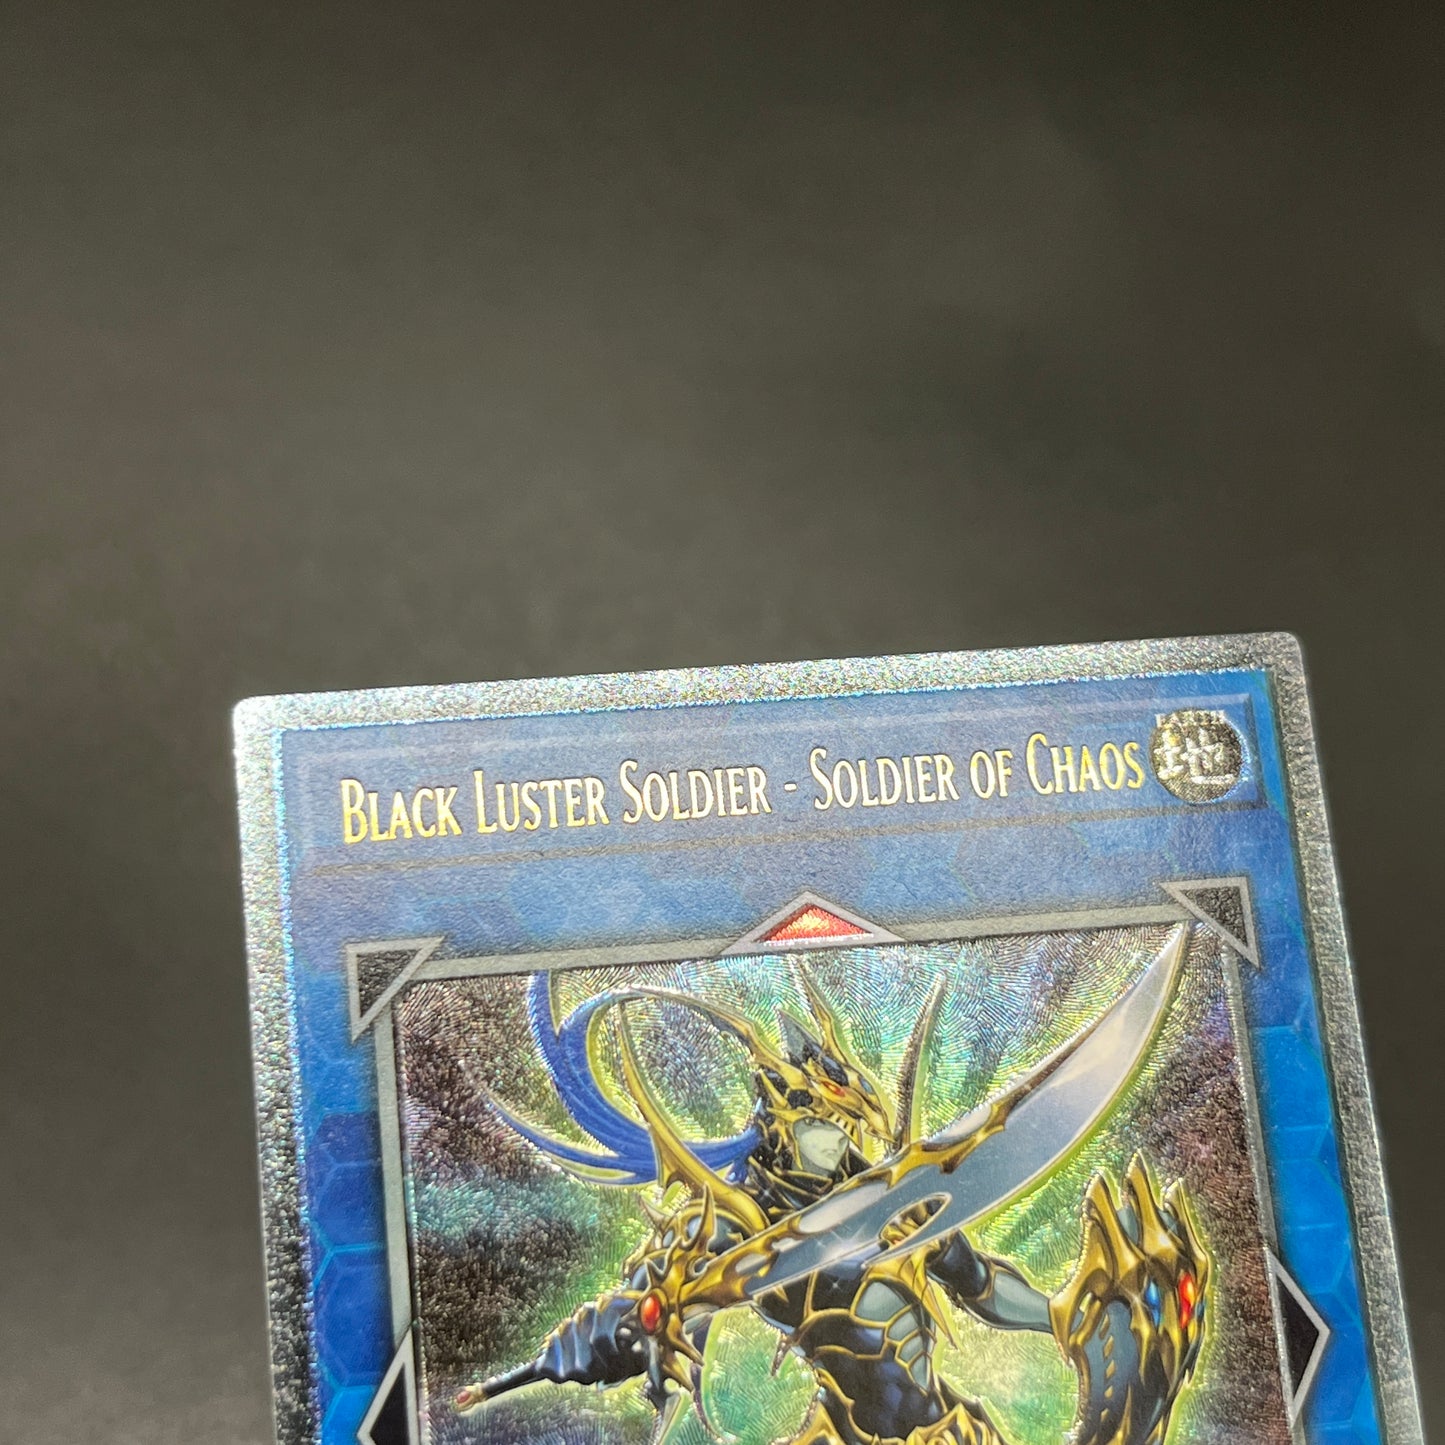 BLACK LUSTER SOLDIER - SOLDIER OF CHAOS
EARTH
地